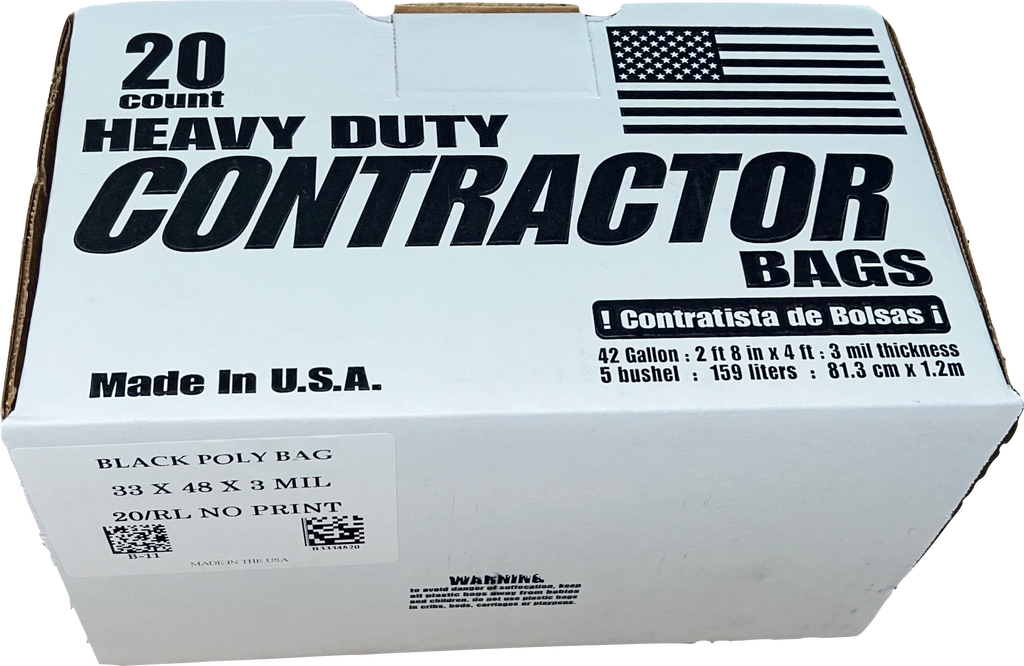 20
count
HEAVY DUTY
CONTRACTOR
BAGS
! Contratista de Bolsas ¡
42 Gallon : 2 ft 8 in x 4 ft : 3 mil thickness
5 bushel : 159 liters : 81.3 cm x 1.2m
Made In U.S.A.
BLACK POLY BAG
33 X 48 X 3 MIL
20/RL NO PRINT
B-11
B3334820
MADE IN THE USA
WARNING
to avoid danger of suffocation, keep
all plastic bags away from babies
and children. do not use plastic bags
in cribs, beds, carriages or playpens.